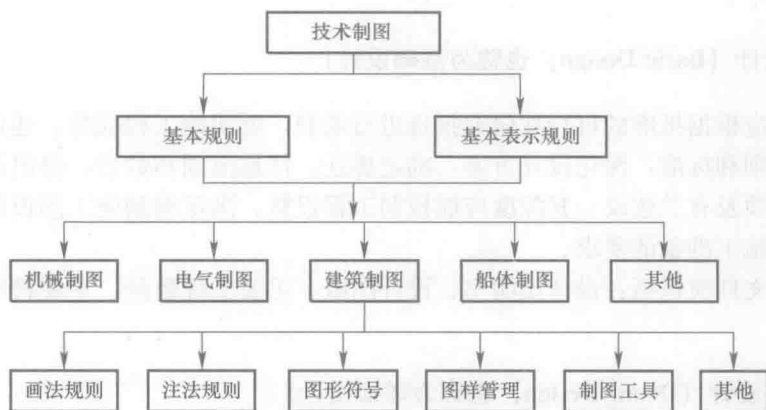 技术制图
基本规则
基本表示规则
机械制图
电气制图
建筑制图
船体制图
其他
画法规则
注法规则
图形符号
图样管理
制图工具
其他